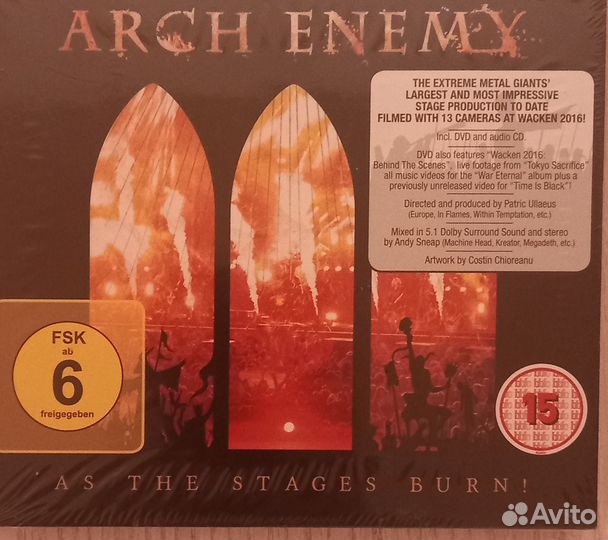 ARCH ENEMY
THE EXTREME METAL GIANTS'
LARGEST AND MOST IMPRESSIVE
STAGE PRODUCTION TO DATE
FILMED WITH 13 CAMERAS AT WACKEN 2016!
Incl. DVD and audio CD.
DVD also features "Wacken 2016:
Behind The Scenes", live footage from "Tokyo Sacrifice"
all music videos for the "War Eternal" album plus a
previously unreleased video for "Time Is Black"!
Directed and produced by Patric Ullaeus
(Europe, In Flames, Within Temptation, etc.)
Mixed in 5.1 Dolby Surround Sound and stereo
by Andy Sneap (Machine Head, Kreator, Megadeth, etc.)
Artwork by Costin Chioreanu
FSK
ab
6
freigegeben
15
AS THE STAGES BURN!
Avito